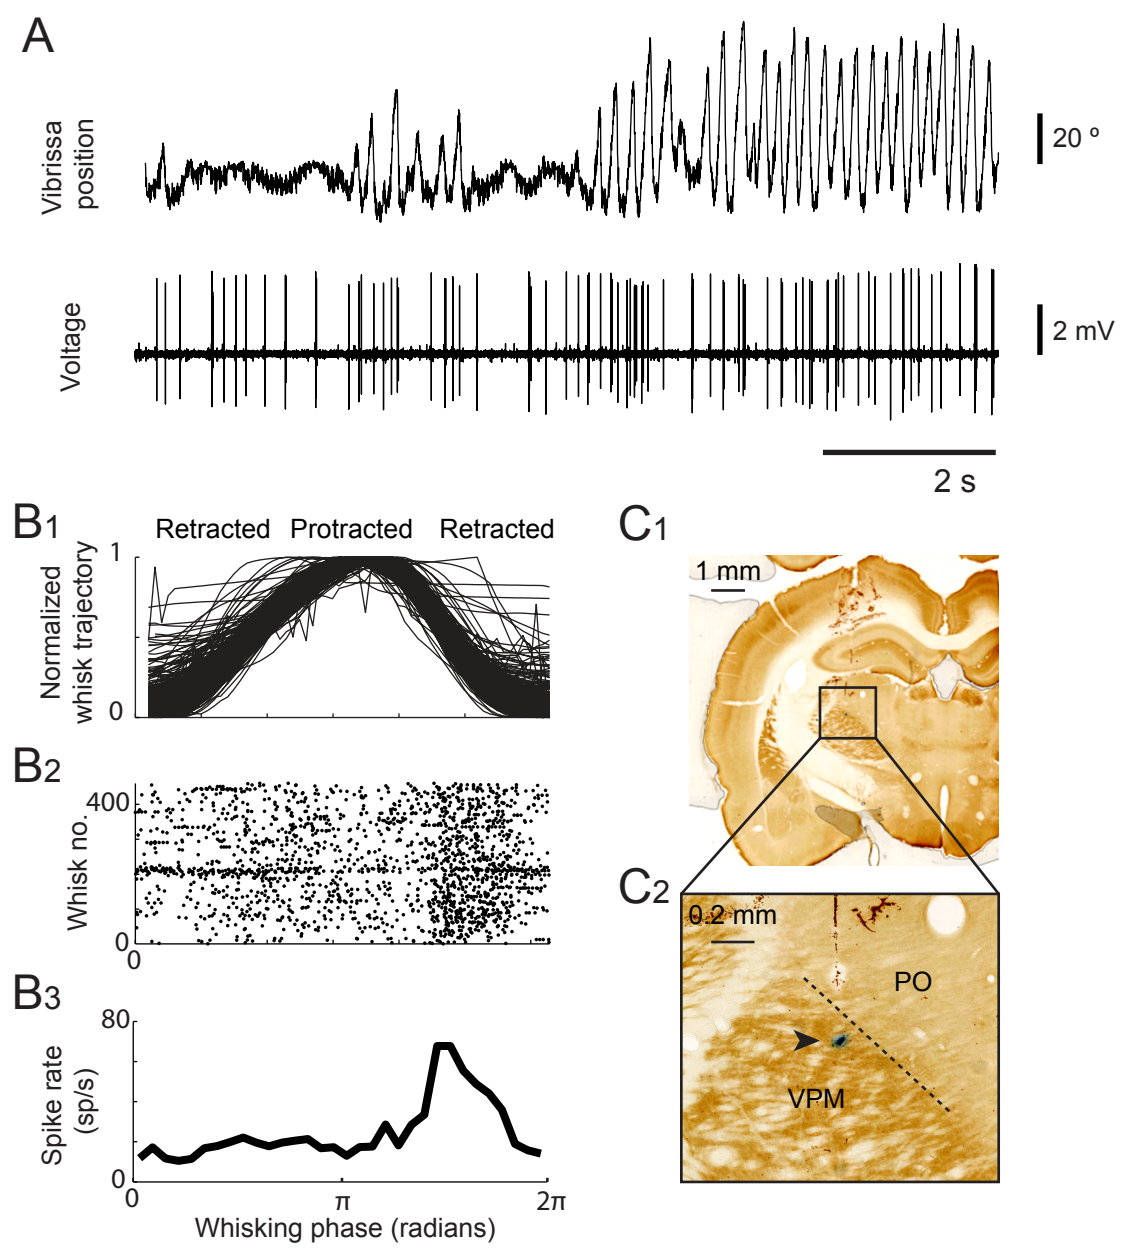 A
Vibrissa
position
20 º
Voltage
2 mV
2 s
B1
Retracted Protracted Retracted
Normalized
whisk trajectory
1
0
B2
Whisk no.
400
0
0
B3
Spike rate
(sp/s)
80
0
0 π 2π
Whisking phase (radians)
C1
1 mm
C2
0.2 mm
PO
VPM